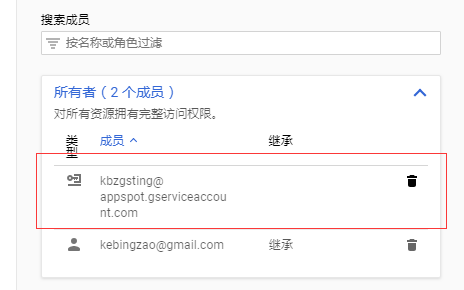 搜索成员
按名称或角色过滤
所有者（2 个成员）
对所有资源拥有完整访问权限。
类型 成员 继承
kbzgsting@
appspot.gserviceaccou
nt.com
kebingzao@gmail.com 继承